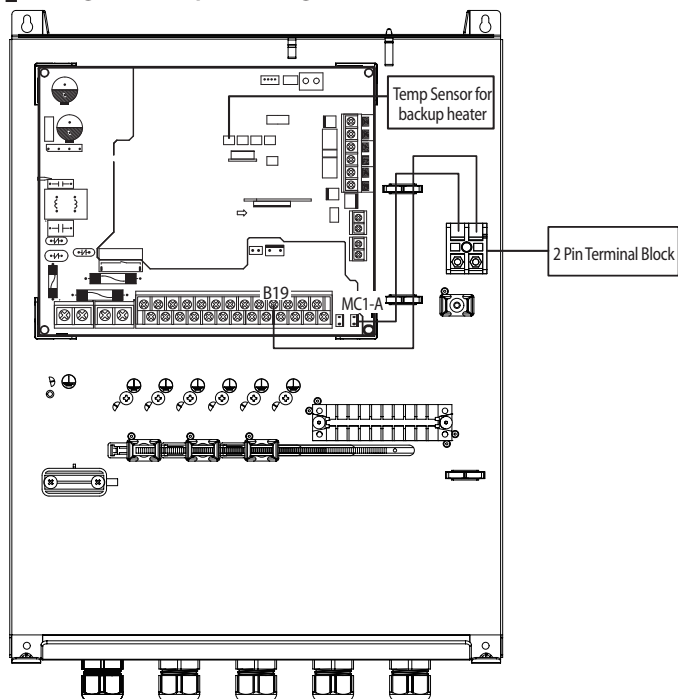 Temp Sensor for
backup heater
2 Pin Terminal Block
B19
MC1-A